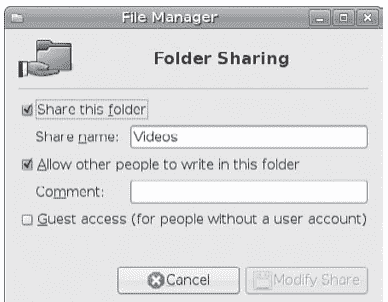 File Manager
Folder Sharing
Share this folder
Share name: Videos
Allow other people to write in this folder
Comment:
Guest access (for people without a user account)
Cancel Modify Share